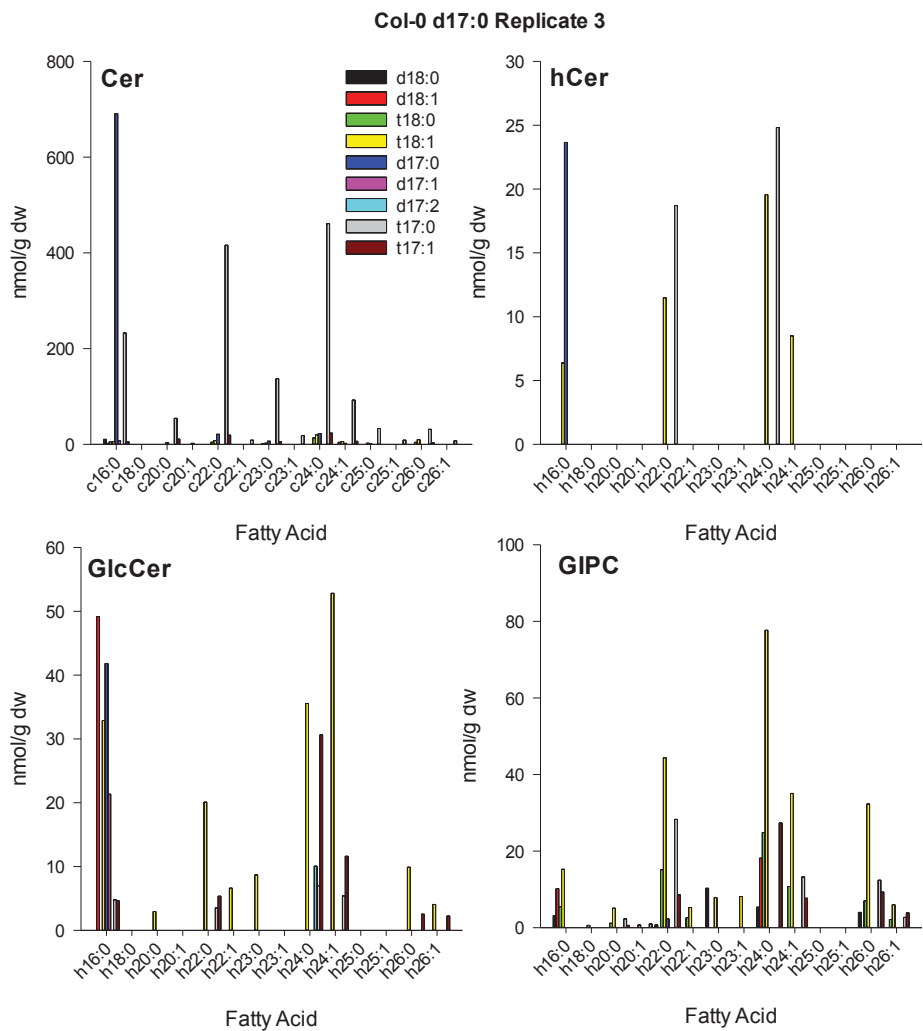 Col-0 d17:0 Replicate 3
Cer
nmol/g dw
800
600
400
200
0
d18:0
d18:1
t18:0
t18:1
d17:0
d17:1
d17:2
t17:0
t17:1
c16:0
c18:0
c20:0
c20:1
c22:0
c22:1
c23:0
c23:1
c24:0
c24:1
c25:0
c25:1
c26:0
c26:1
Fatty Acid
hCer
nmol/g dw
30
25
20
15
10
5
0
h16:0
h18:0
h20:0
h20:1
h22:0
h22:1
h23:0
h23:1
h24:0
h24:1
h25:0
h25:1
h26:0
h26:1
Fatty Acid
GlcCer
nmol/g dw
60
50
40
30
20
10
0
h16:0
h18:0
h20:0
h20:1
h22:0
h22:1
h23:0
h23:1
h24:0
h24:1
h25:0
h25:1
h26:0
h26:1
Fatty Acid
GIPC
nmol/g dw
100
80
60
40
20
0
h16:0
h18:0
h20:0
h20:1
h22:0
h22:1
h23:0
h23:1
h24:0
h24:1
h25:0
h25:1
h26:0
h26:1
Fatty Acid